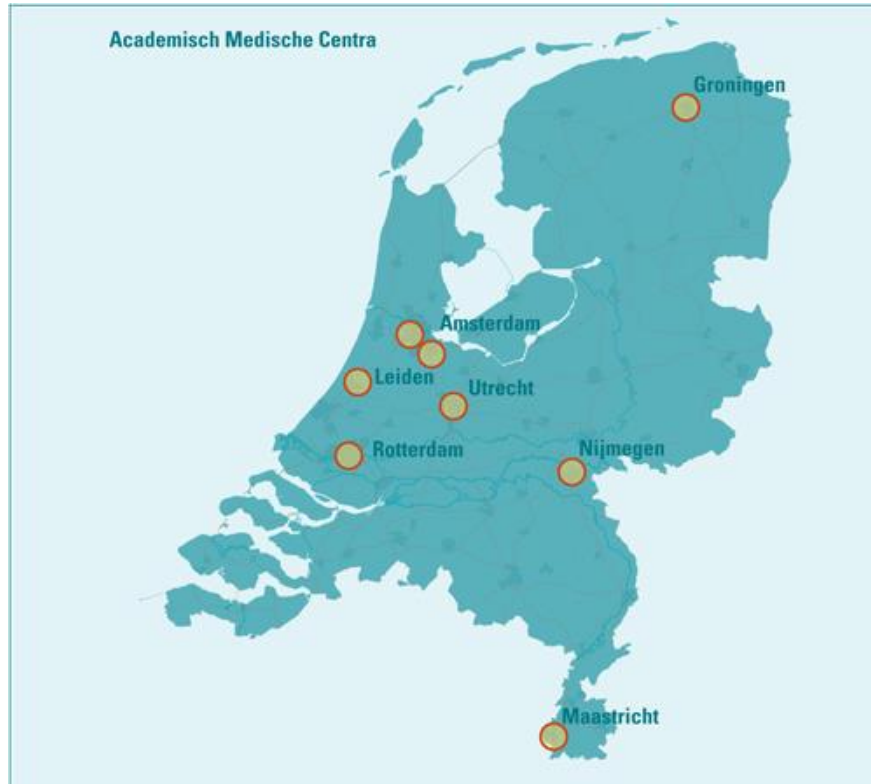 Academisch Medische Centra
Groningen
Amsterdam
Leiden
Utrecht
Rotterdam
Nijmegen
Maastricht